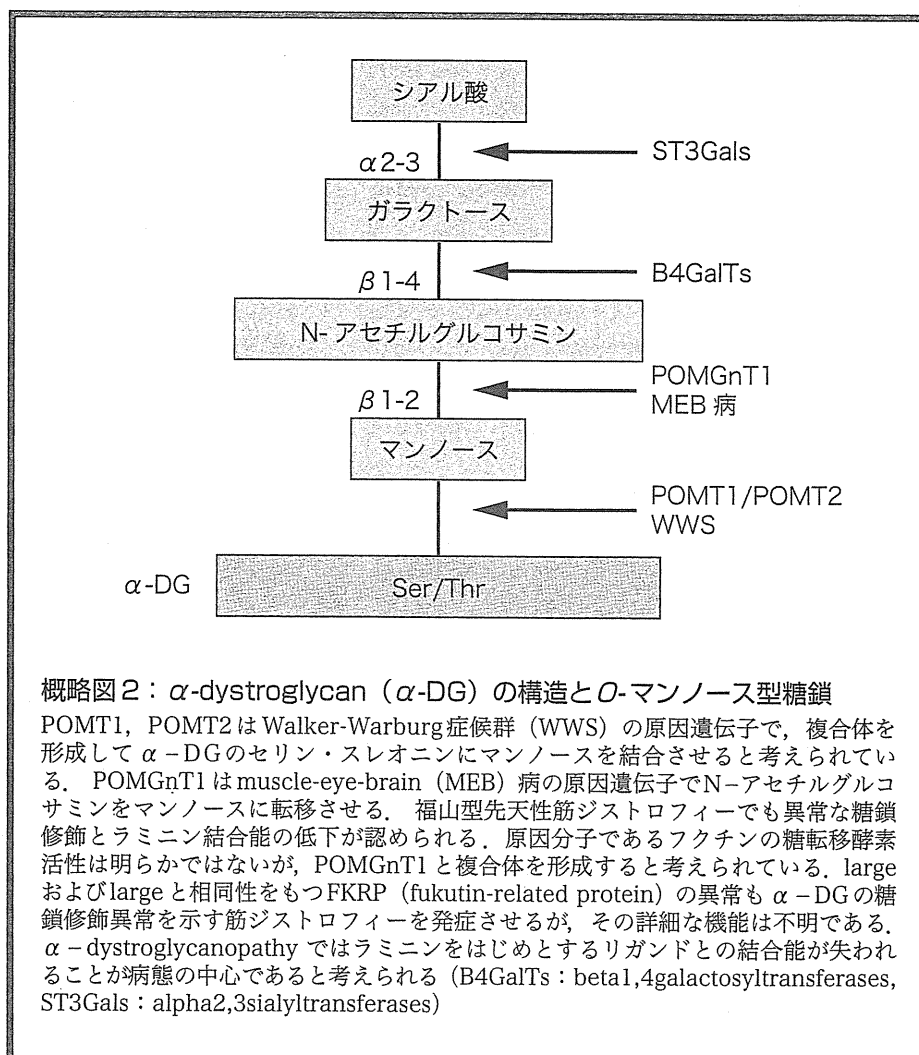 シアル酸
ST3Gals
α2-3
ガラクトース
B4GalTs
β1-4
N-アセチルグルコサミン
POMGnT1
MEB病
β1-2
マンノース
POMT1/POMT2
WWS
α-DG
Ser/Thr
概略図2：α-dystroglycan（α-DG）の構造とO-マンノース型糖鎖
POMT1，POMT2はWalker-Warburg症候群（WWS）の原因遺伝子で，複合体を
形成してα-DGのセリン・スレオニンにマンノースを結合させると考えられてい
る． POMGnT1はmuscle-eye-brain（MEB）病の原因遺伝子でN-アセチルグルコ
サミンをマンノースに転移させる． 福山型先天性筋ジストロフィーでも異常な糖鎖
修飾とラミニン結合能の低下が認められる．原因分子であるフクチンの糖転移酵素
活性は明らかではないが，POMGnT1と複合体を形成すると考えられている．large
およびlargeと相同性をもつFKRP（fukutin-related protein）の異常もα-DGの糖
鎖修飾異常を示す筋ジストロフィーを発症させるが，その詳細な機能は不明である．
α-dystroglycanopathyではラミニンをはじめとするリガンドとの結合能が失われ
ることが病態の中心であると考えられる（B4GalTs：beta1,4galactosyltransferases,
ST3Gals：alpha2,3sialyltransferases）